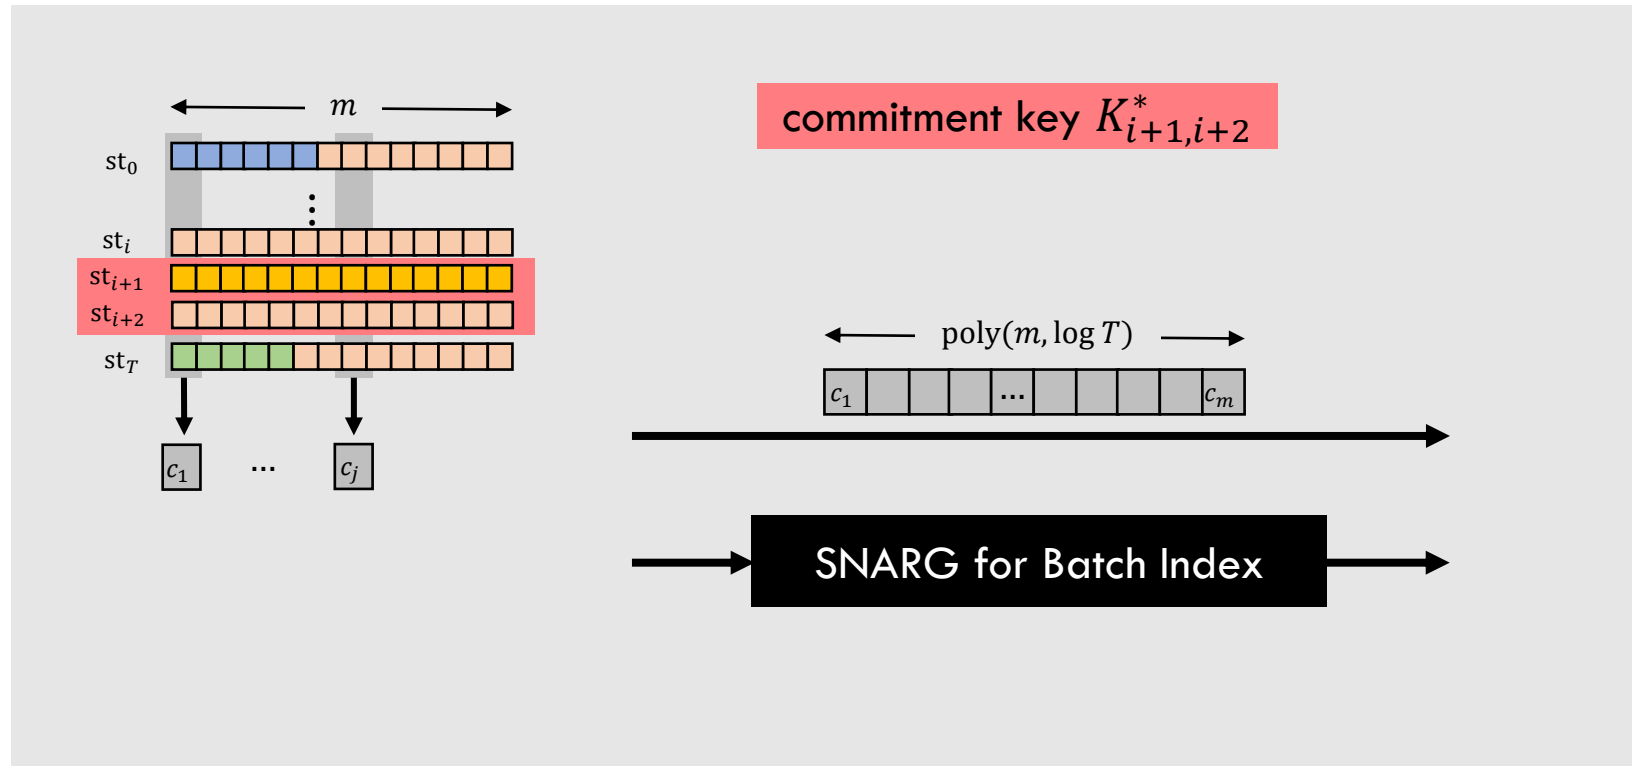 m
commitment key K*i+1,i+2
st0
⋮
sti
sti+1
sti+2
stT
poly(m, log T)
c1 ... cm
c1 ... cj
SNARG for Batch Index